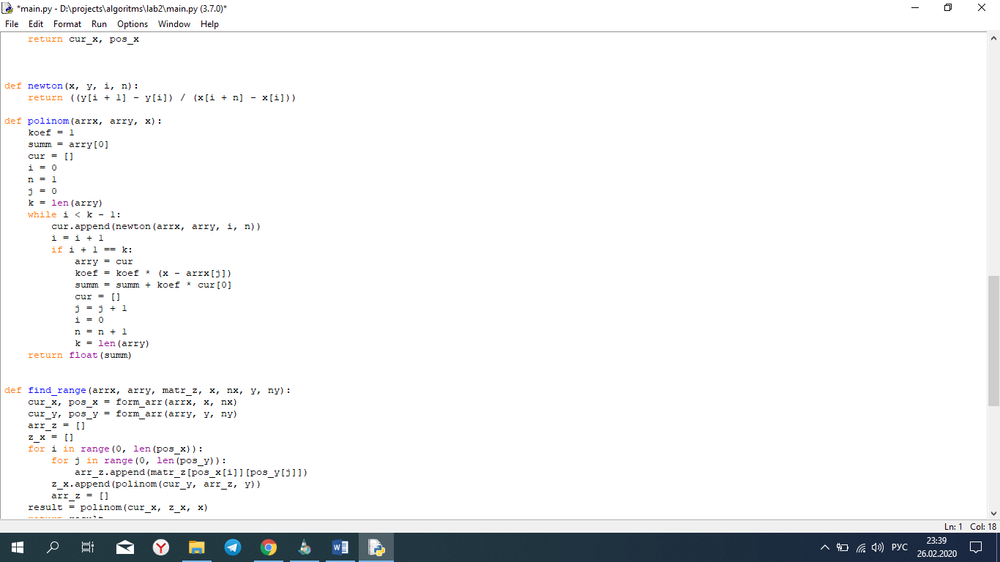 *main.py - D:\projects\algoritms\lab2\main.py (3.7.0)*
File Edit Format Run Options Window Help
    return cur_x, pos_x
def newton(x, y, i, n):
    return ((y[i + 1] - y[i]) / (x[i + n] - x[i]))
def polinom(arrx, arry, x):
    koef = 1
    summ = arry[0]
    cur = []
    i = 0
    n = 1
    j = 0
    k = len(arry)
    while i < k - 1:
        cur.append(newton(arrx, arry, i, n))
        i = i + 1
        if i + 1 == k:
            arry = cur
            koef = koef * (x - arrx[j])
            summ = summ + koef * cur[0]
            cur = []
            j = j + 1
            i = 0
            n = n + 1
            k = len(arry)
    return float(summ)
def find_range(arrx, arry, matr_z, x, nx, y, ny):
    cur_x, pos_x = form_arr(arrx, x, nx)
    cur_y, pos_y = form_arr(arry, y, ny)
    arr_z = []
    z_x = []
    for i in range(0, len(pos_x)):
        for j in range(0, len(pos_y)):
            arr_z.append(matr_z[pos_x[i]][pos_y[j]])
        z_x.append(polinom(cur_y, arr_z, y))
        arr_z = []
    result = polinom(cur_x, z_x, x)
    return result
Ln: 1 Col: 18
РУС
23:39
26.02.2020